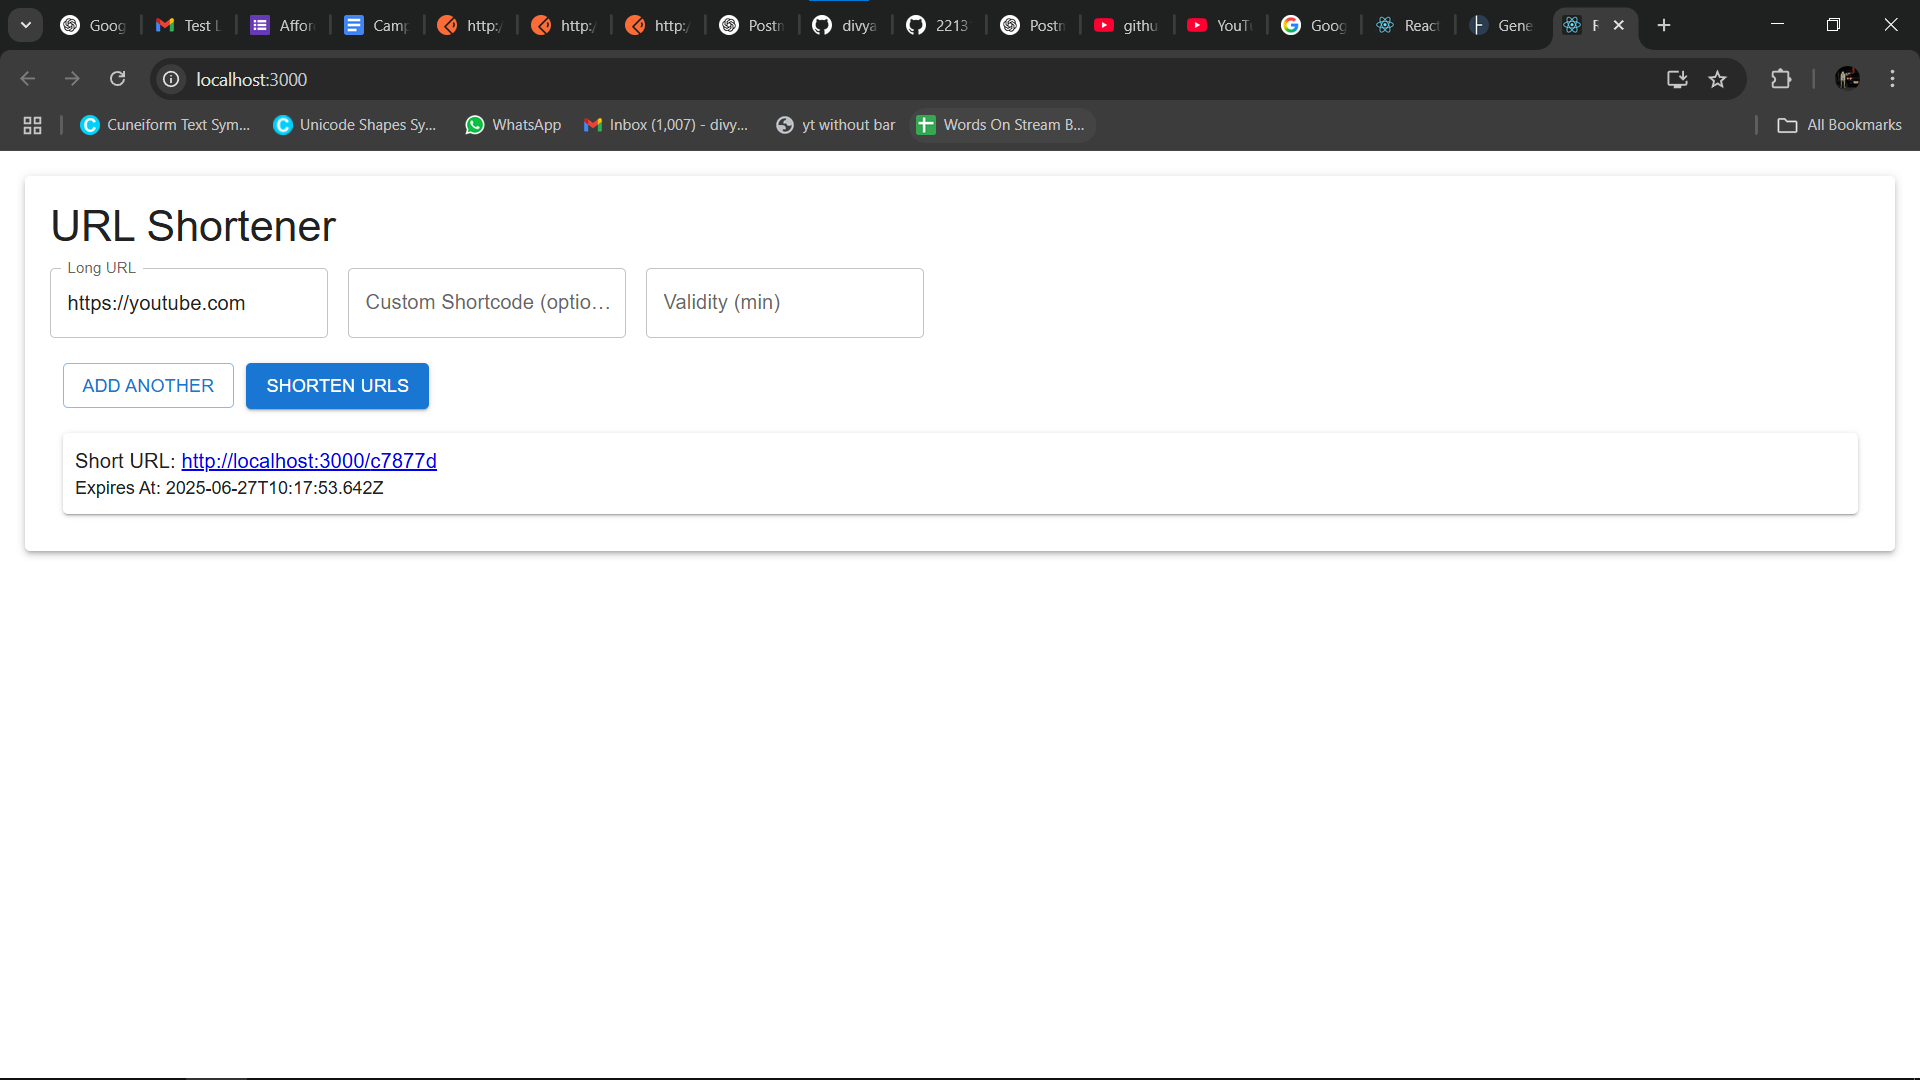 Goog
Test L
Affor
Camp
http:/
http:/
http:/
Postn
divya
2213
Postn
githu
YouTu
Goog
React
Gene
localhost:3000
Cuneiform Text Sym...
Unicode Shapes Sy...
WhatsApp
Inbox (1,007) - divy...
yt without bar
Words On Stream B...
All Bookmarks
URL Shortener
Long URL
https://youtube.com
Custom Shortcode (optio...
Validity (min)
ADD ANOTHER
SHORTEN URLS
Short URL: http://localhost:3000/c7877d
Expires At: 2025-06-27T10:17:53.642Z